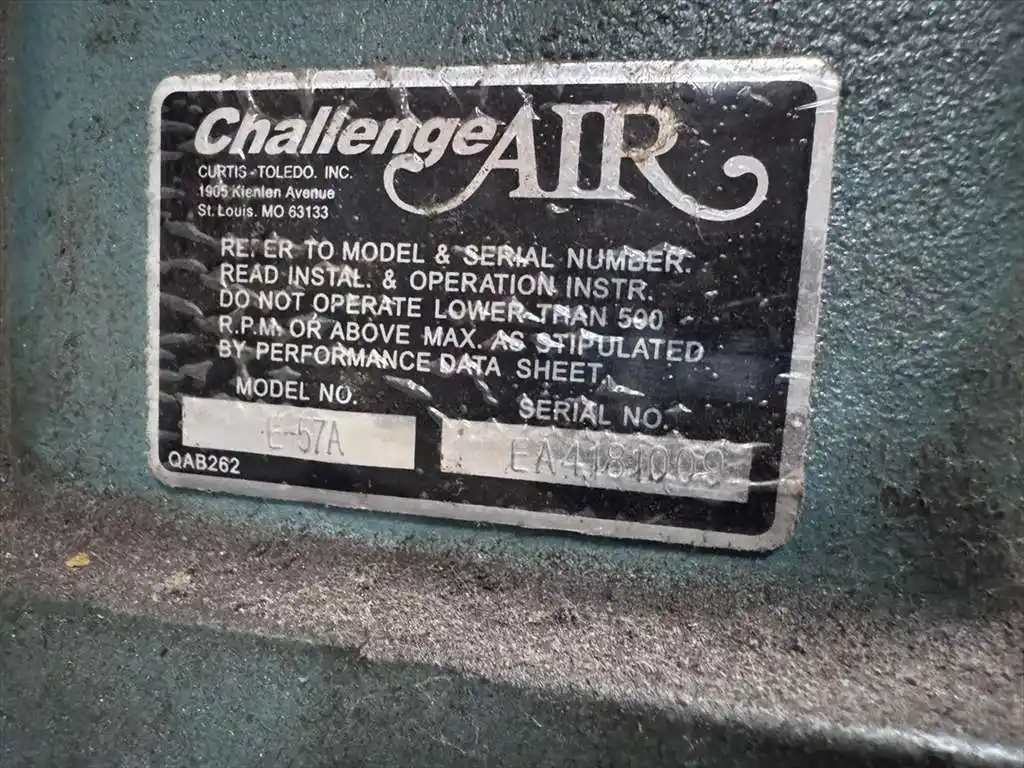 Challenge AIR
CURTIS-TOLEDO, INC.
1905 Kienlen Avenue
St. Louis, MO 63133
REFER TO MODEL & SERIAL NUMBER.
READ INSTAL. & OPERATION INSTR.
DO NOT OPERATE LOWER THAN 500
R.P.M. OR ABOVE MAX. AS STIPULATED
BY PERFORMANCE DATA SHEET.
MODEL NO.
SERIAL NO.
E-57A
EA4181009
QAB262